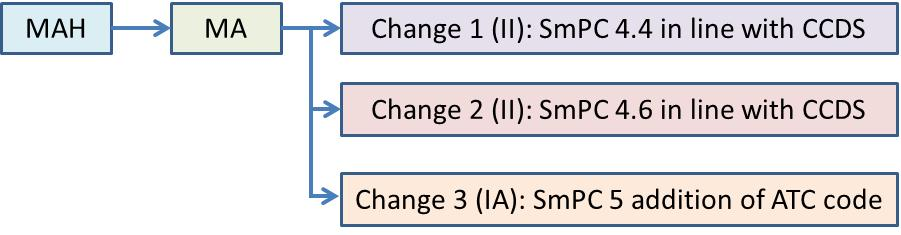 MAH
MA
Change 1 (II): SmPC 4.4 in line with CCDS
Change 2 (II): SmPC 4.6 in line with CCDS
Change 3 (IA): SmPC 5 addition of ATC code